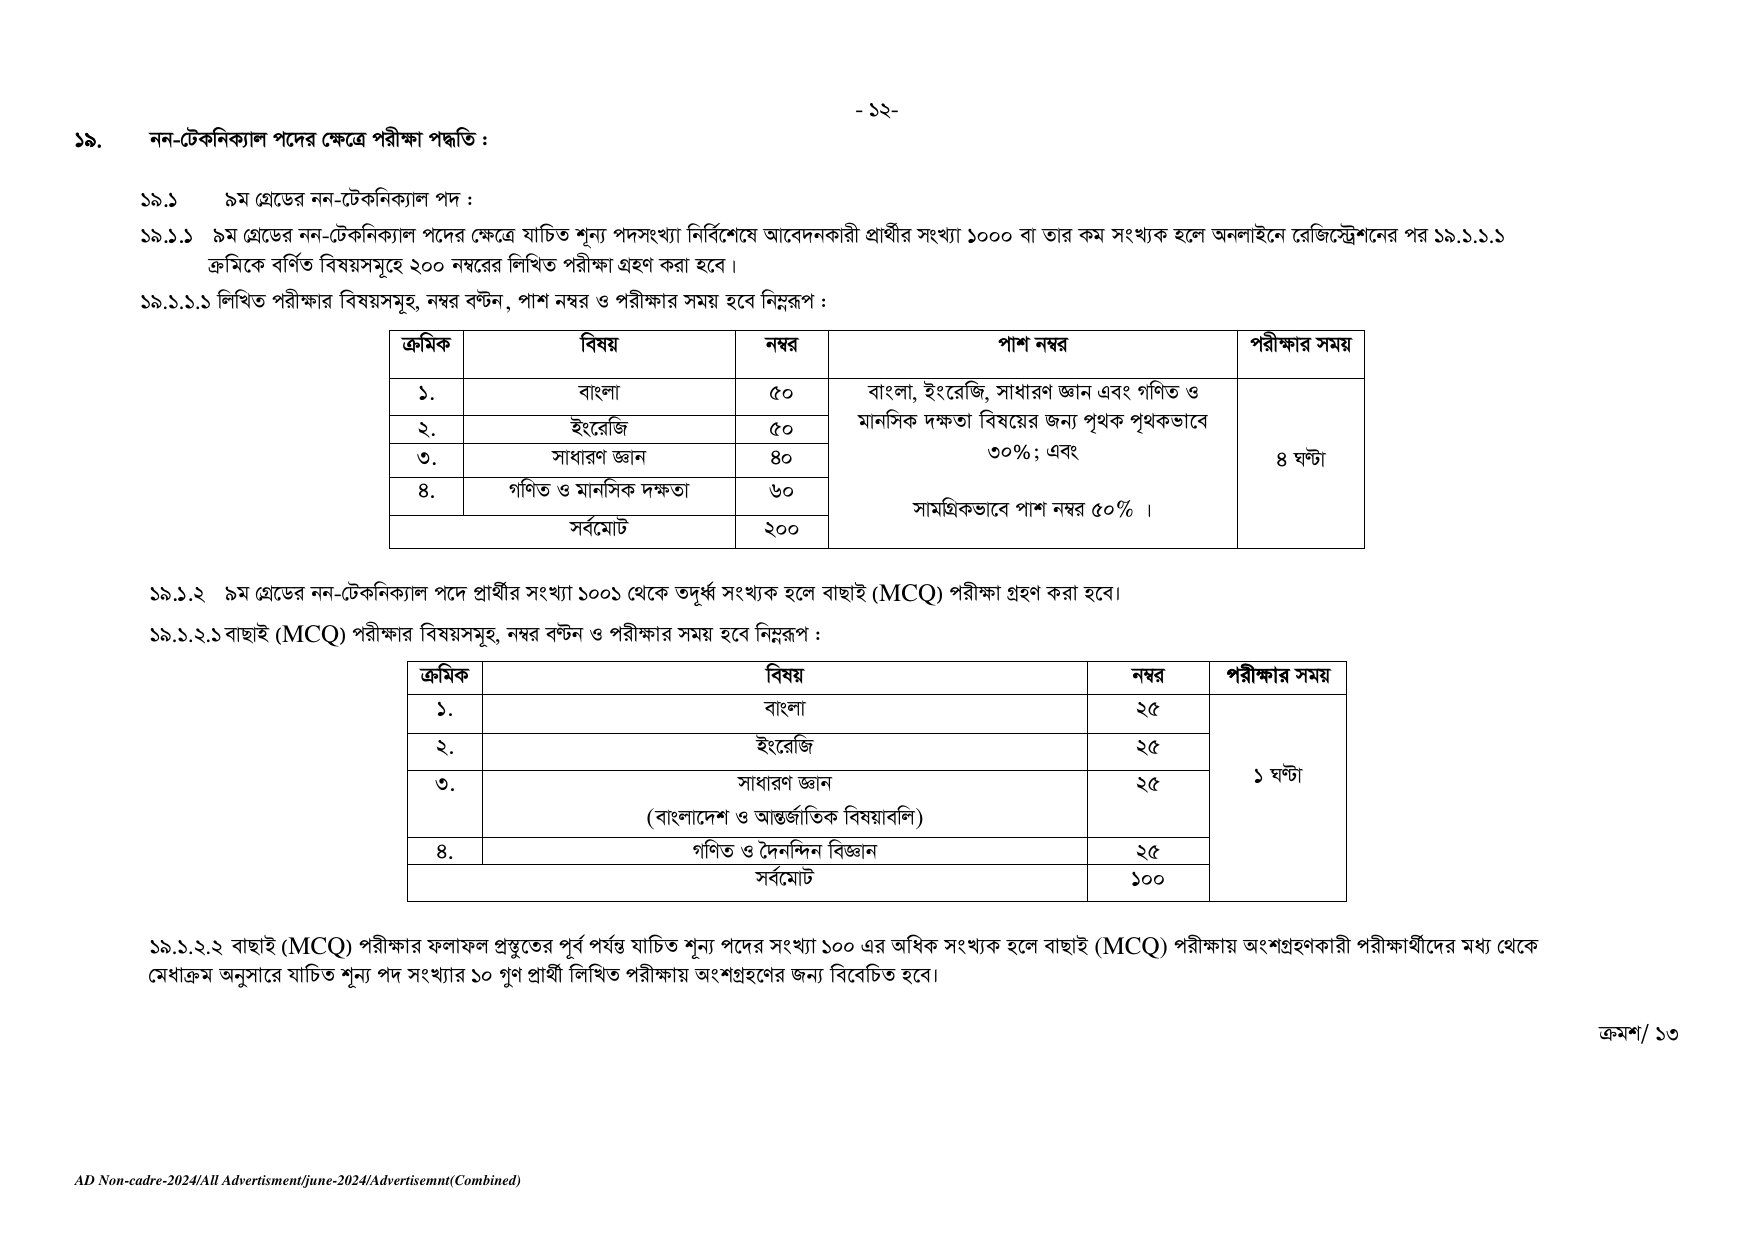 - ১২-
১৯. নন-টেকনিক্যাল পদের ক্ষেত্রে পরীক্ষা পদ্ধতি :
১৯.১ ৯ম গ্রেডের নন-টেকনিক্যাল পদ :
১৯.১.১ ৯ম গ্রেডের নন-টেকনিক্যাল পদের ক্ষেত্রে যাচিত শূন্য পদসংখ্যা নির্বিশেষে আবেদনকারী প্রার্থীর সংখ্যা ১০০০ বা তার কম সংখ্যক হলে অনলাইনে রেজিস্ট্রেশনের পর ১৯.১.১.১
ক্রমিকে বর্ণিত বিষয়সমূহে ২০০ নম্বরের লিখিত পরীক্ষা গ্রহণ করা হবে।
১৯.১.১.১ লিখিত পরীক্ষার বিষয়সমূহ, নম্বর বণ্টন, পাশ নম্বর ও পরীক্ষার সময় হবে নিম্নরূপ :
ক্রমিক বিষয় নম্বর পাশ নম্বর পরীক্ষার সময়
১. বাংলা ৫০ বাংলা, ইংরেজি, সাধারণ জ্ঞান এবং গণিত ও
মানসিক দক্ষতা বিষয়ের জন্য পৃথক পৃথকভাবে
২. ইংরেজি ৫০
৩০%; এবং
৩. সাধারণ জ্ঞান ৪০ ৪ ঘণ্টা
৪. গণিত ও মানসিক দক্ষতা ৬০
সামগ্রিকভাবে পাশ নম্বর ৫০% ।
সর্বমোট ২০০
১৯.১.২ ৯ম গ্রেডের নন-টেকনিক্যাল পদে প্রার্থীর সংখ্যা ১০০১ থেকে তদূর্ধ্ব সংখ্যক হলে বাছাই (MCQ) পরীক্ষা গ্রহণ করা হবে।
১৯.১.২.১ বাছাই (MCQ) পরীক্ষার বিষয়সমূহ, নম্বর বণ্টন ও পরীক্ষার সময় হবে নিম্নরূপ :
ক্রমিক বিষয় নম্বর পরীক্ষার সময়
১. বাংলা ২৫
২. ইংরেজি ২৫
১ ঘণ্টা
৩. সাধারণ জ্ঞান ২৫
(বাংলাদেশ ও আন্তর্জাতিক বিষয়াবলি)
৪. গণিত ও দৈনন্দিন বিজ্ঞান ২৫
সর্বমোট ১০০
১৯.১.২.২ বাছাই (MCQ) পরীক্ষার ফলাফল প্রস্তুতের পূর্ব পর্যন্ত যাচিত শূন্য পদের সংখ্যা ১০০ এর অধিক সংখ্যক হলে বাছাই (MCQ) পরীক্ষায় অংশগ্রহণকারী পরীক্ষার্থীদের মধ্য থেকে
মেধাক্রম অনুসারে যাচিত শূন্য পদ সংখ্যার ১০ গুণ প্রার্থী লিখিত পরীক্ষায় অংশগ্রহণের জন্য বিবেচিত হবে।
ক্রমশ/ ১৩
AD Non-cadre-2024/All Advertisment/june-2024/Advertisemnt(Combined)